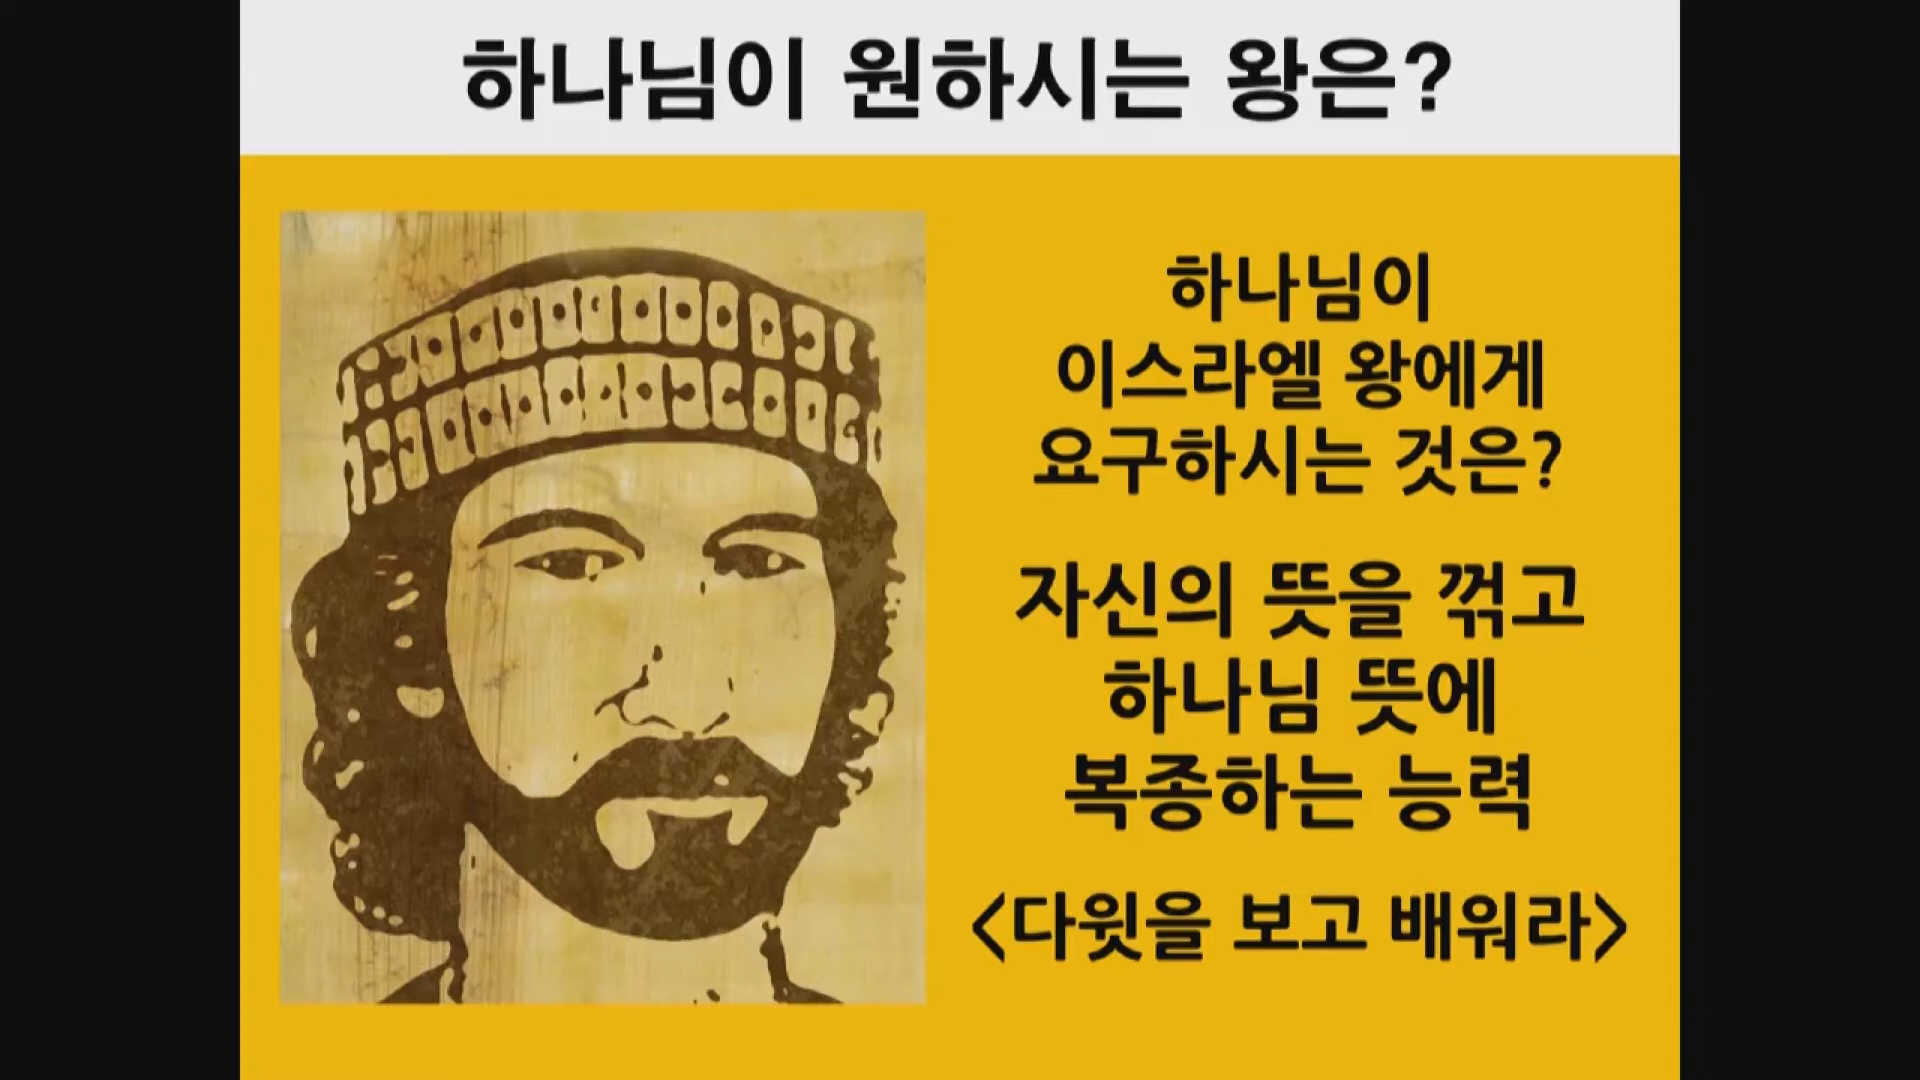 하나님이 원하시는 왕은?
하나님이
이스라엘 왕에게
요구하시는 것은?
자신의 뜻을 꺾고
하나님 뜻에
복종하는 능력
<다윗을 보고 배워라>